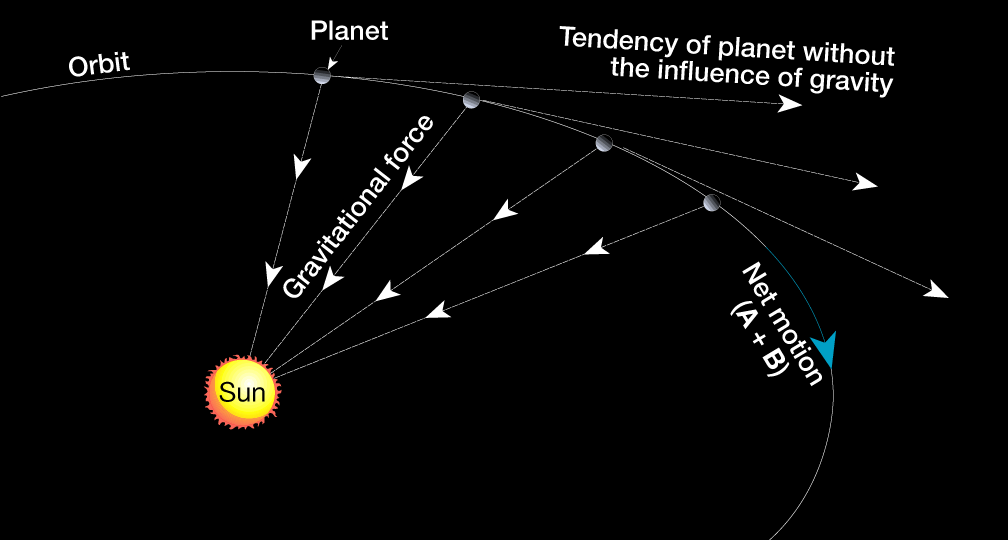 Planet
Orbit
Tendency of planet without
the influence of gravity
Gravitational force
Net motion
(A + B)
Sun